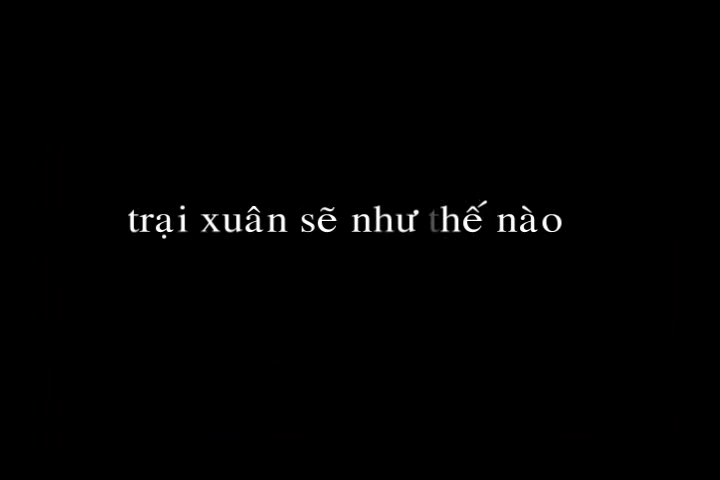 trại xuân sẽ như thế nào